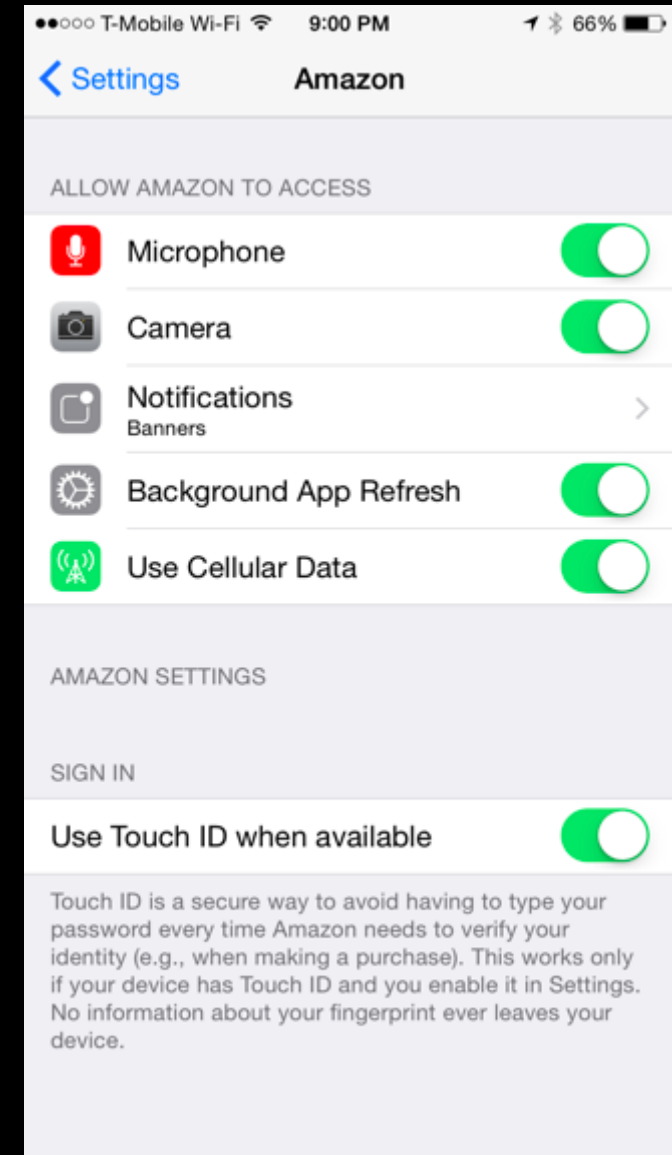 T-Mobile Wi-Fi 9:00 PM 66%
Settings Amazon
ALLOW AMAZON TO ACCESS
Microphone
Camera
Notifications
Banners
Background App Refresh
Use Cellular Data
AMAZON SETTINGS
SIGN IN
Use Touch ID when available
Touch ID is a secure way to avoid having to type your
password every time Amazon needs to verify your
identity (e.g., when making a purchase). This works only
if your device has Touch ID and you enable it in Settings.
No information about your fingerprint ever leaves your
device.